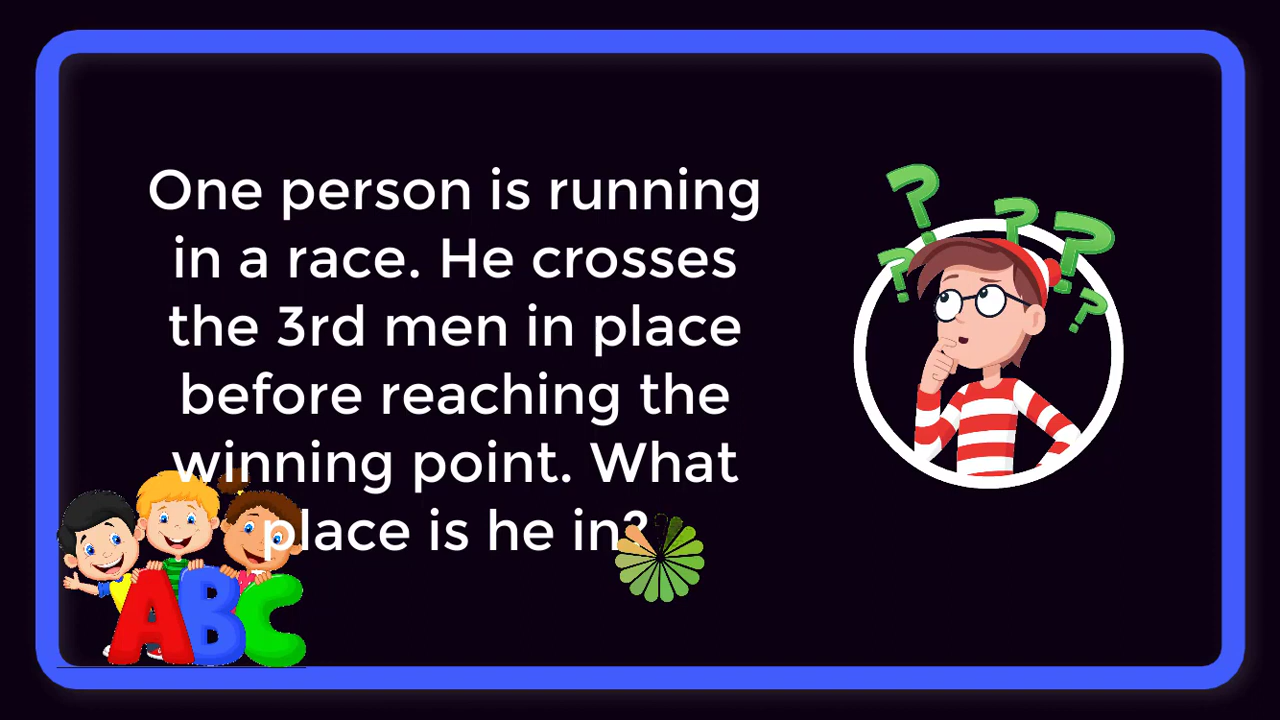 One person is running
in a race. He crosses
the 3rd men in place
before reaching the
winning point. What
place is he in?
ABC